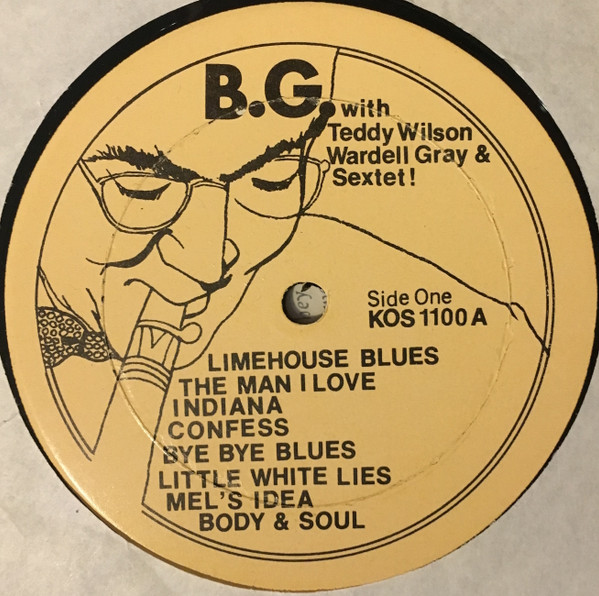 B.G. with
Teddy Wilson
Wardell Gray &
Sextet!
Side One
KOS 1100 A
LIMEHOUSE BLUES
THE MAN I LOVE
INDIANA
CONFESS
BYE BYE BLUES
LITTLE WHITE LIES
MEL'S IDEA
BODY & SOUL